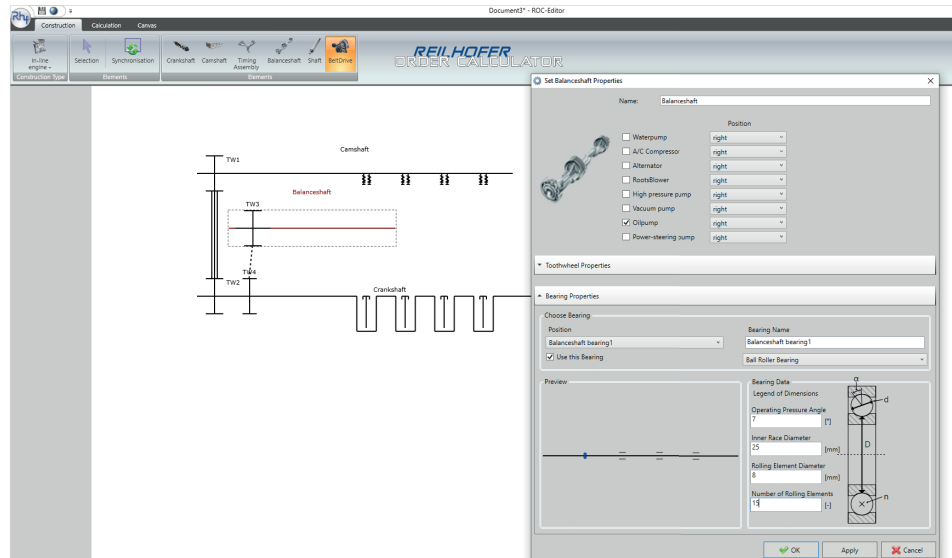 Document3* - ROC-Editor
Rhf
Construction
Calculation
Canvas
In-line
engine
Selection
Synchronisation
Crankshaft
Camshaft
Timing
Assembly
Balanceshaft
Shaft
BeltDrive
Construction Type
Elements
Elements
REILHOFER
ORDER CALCULATOR
TW1
Camshaft
Balanceshaft
TW3
TW4
TW2
Crankshaft
Set Balanceshaft Properties
Name:
Balanceshaft
Position
Waterpump
right
A/C Compressor
right
Alternator
right
RootsBlower
right
High pressure pump
right
Vacuum pump
right
Oilpump
right
Power-steering pump
right
Toothwheel Properties
Bearing Properties
Choose Bearing
Position
Bearing Name
Balanceshaft bearing1
Balanceshaft bearing1
Use this Bearing
Ball Roller Bearing
Preview
Bearing Data
Legend of Dimensions
Operating Pressure Angle
7
[°]
Inner Race Diameter
25
[mm]
Rolling Element Diameter
8
[mm]
Number of Rolling Elements
15
[-]
α
d
D
n
OK
Apply
Cancel